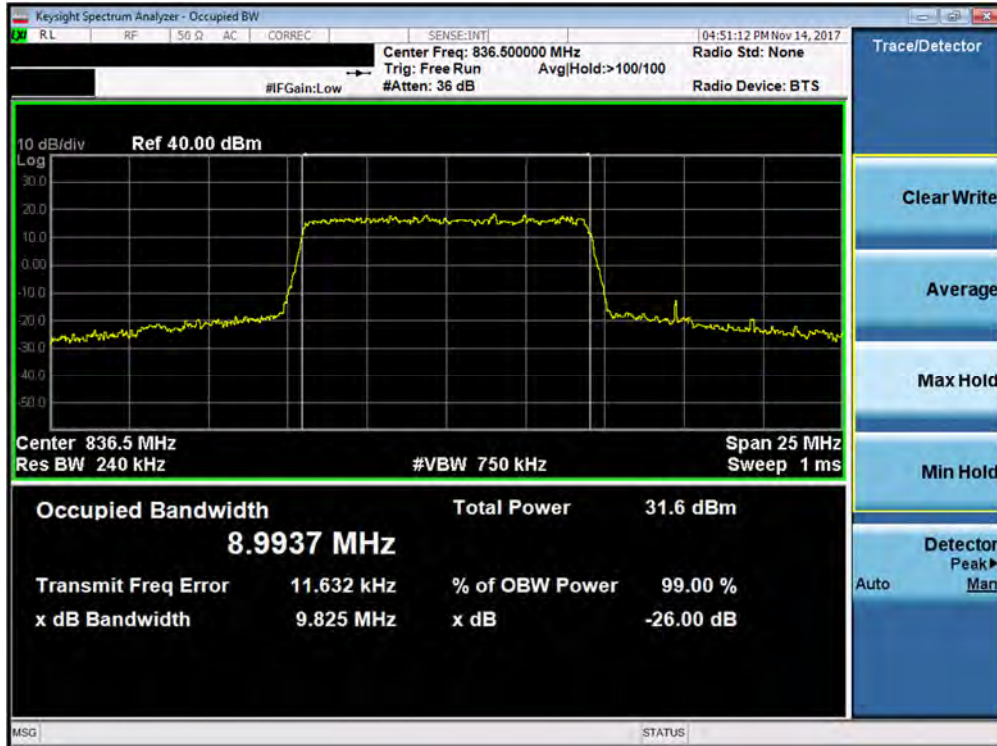 Keysight Spectrum Analyzer - Occupied BW
LXI RL RF 50 Ω AC CORREC SENSE:INT 04:51:12 PM Nov 14, 2017
Center Freq: 836.500000 MHz Radio Std: None
Trig: Free Run Avg|Hold:>100/100
#IFGain:Low #Atten: 36 dB Radio Device: BTS
Trace/Detector
10 dB/div Ref 40.00 dBm
Log
30.0
20.0
10.0
0.00
-10.0
-20.0
-30.0
-40.0
-50.0
Center 836.5 MHz Span 25 MHz
Res BW 240 kHz #VBW 750 kHz Sweep 1 ms
Occupied Bandwidth Total Power 31.6 dBm
8.9937 MHz
Transmit Freq Error 11.632 kHz % of OBW Power 99.00 %
x dB Bandwidth 9.825 MHz x dB -26.00 dB
Clear Write
Average
Max Hold
Min Hold
Detector
Peak▶
Auto Man
MSG STATUS